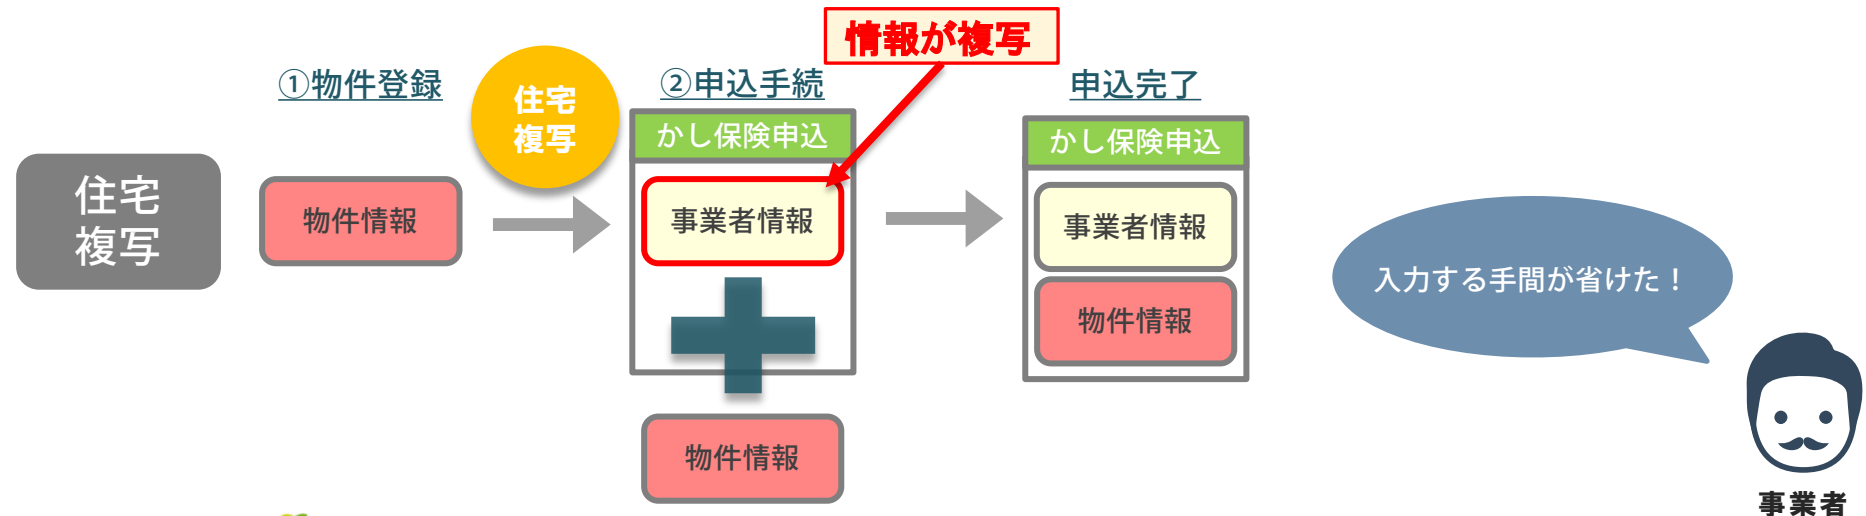 住宅
複写
①物件登録
物件情報
住宅
複写
②申込手続
情報が複写
かし保険申込
事業者情報
物件情報
申込完了
かし保険申込
事業者情報
物件情報
入力する手間が省けた！
事業者